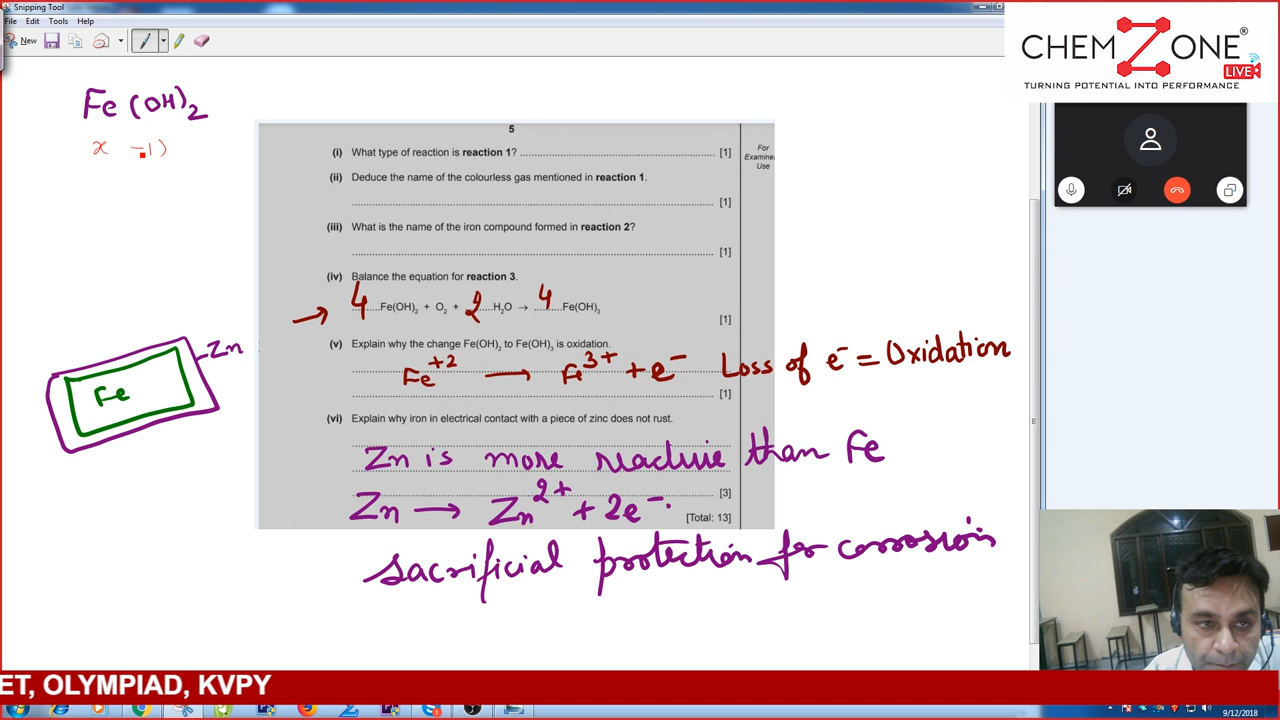 Snipping Tool
File Edit Tools Help
New
CHEMZONE®
LIVE
TURNING POTENTIAL INTO PERFORMANCE
Fe(OH)2
x -1)
5
For
Examiner
Use
(i) What type of reaction is reaction 1? [1]
(ii) Deduce the name of the colourless gas mentioned in reaction 1.
[1]
(iii) What is the name of the iron compound formed in reaction 2?
[1]
(iv) Balance the equation for reaction 3.
→ 4 Fe(OH)2 + O2 + 2 H2O → 4 Fe(OH)3
[1]
(v) Explain why the change Fe(OH)2 to Fe(OH)3 is oxidation.
Fe+2 → Fe3+ + e- Loss of e- = Oxidation
[1]
Zn
Fe
(vi) Explain why iron in electrical contact with a piece of zinc does not rust.
Zn is more reactive than Fe
[3]
Zn → Zn2+ + 2e-.
[Total: 13]
sacrificial protection for corrosion
ET, OLYMPIAD, KVPY
9/12/2018